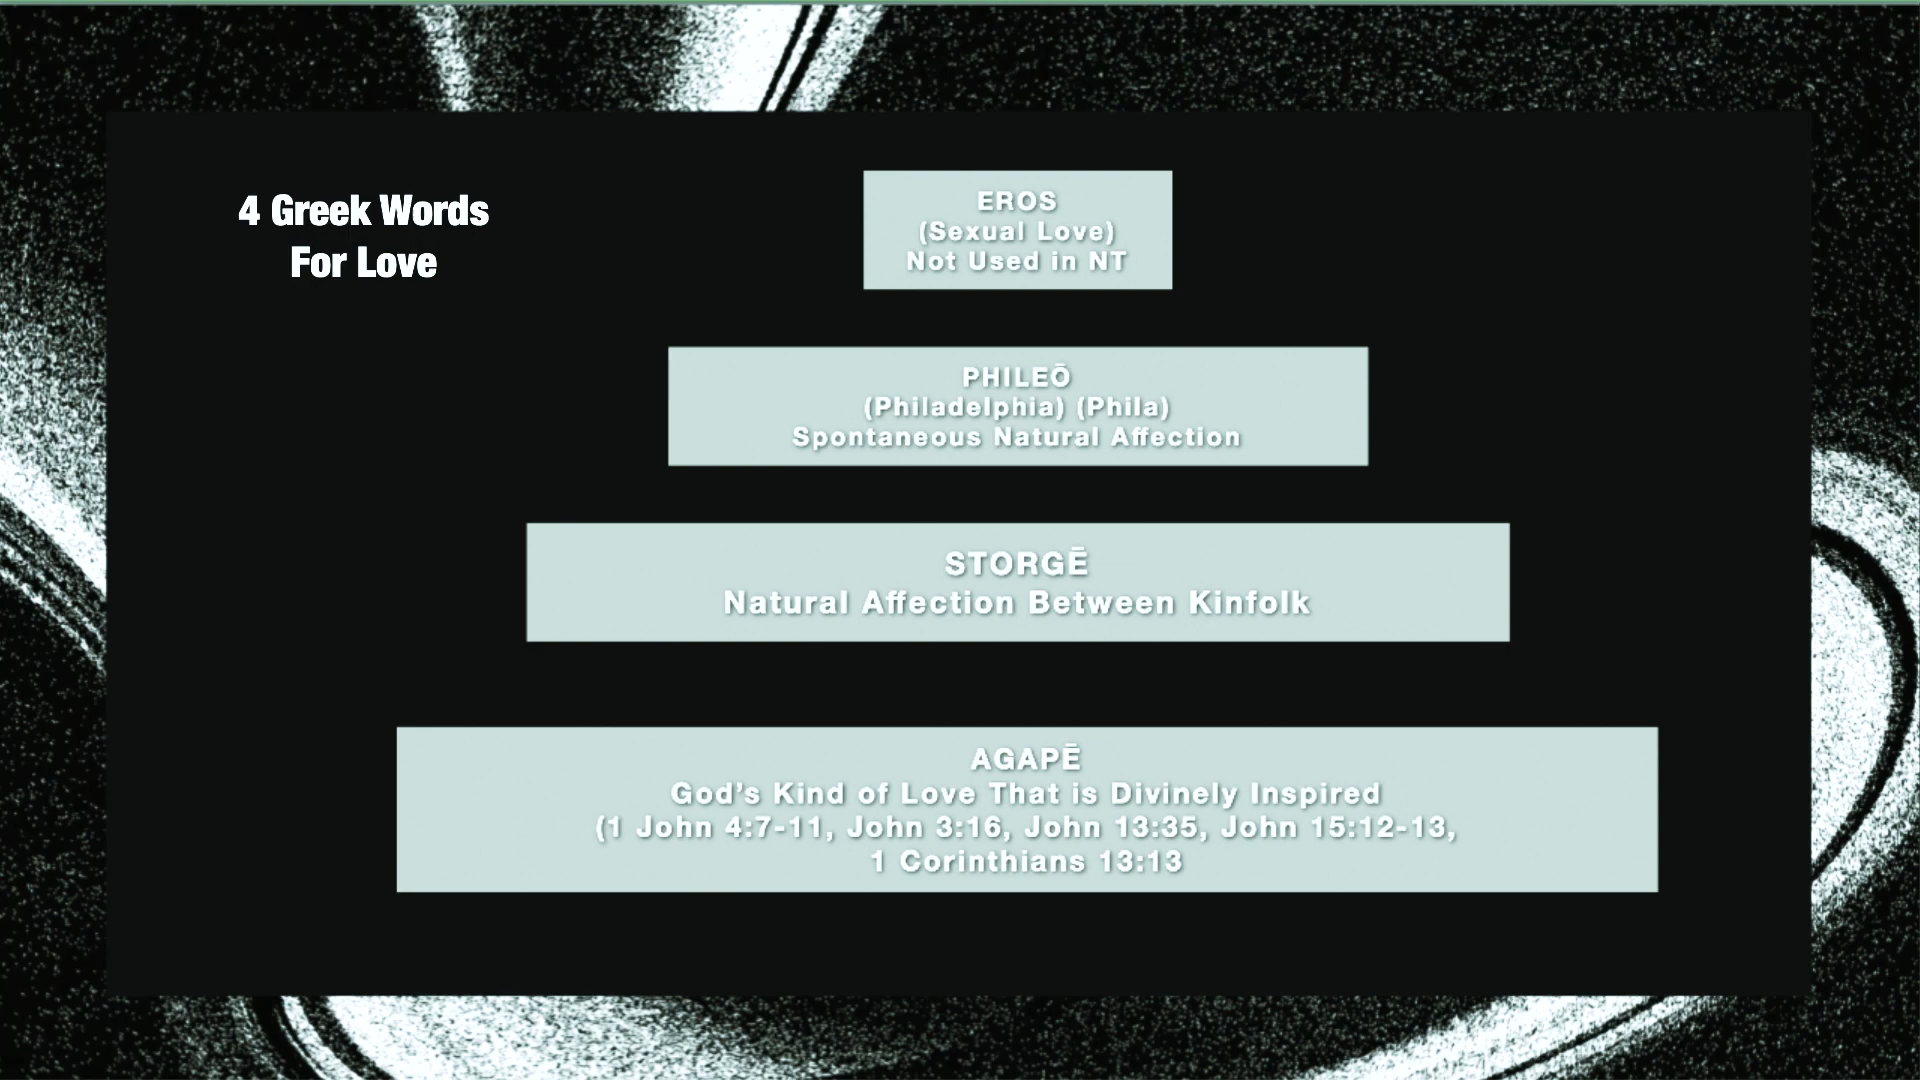 4 Greek Words
For Love
EROS
(Sexual Love)
Not Used in NT
PHILEŌ
(Philadelphia) (Phila)
Spontaneous Natural Affection
STORGĒ
Natural Affection Between Kinfolk
AGAPĒ
God’s Kind of Love That is Divinely Inspired
(1 John 4:7-11, John 3:16, John 13:35, John 15:12-13,
1 Corinthians 13:13